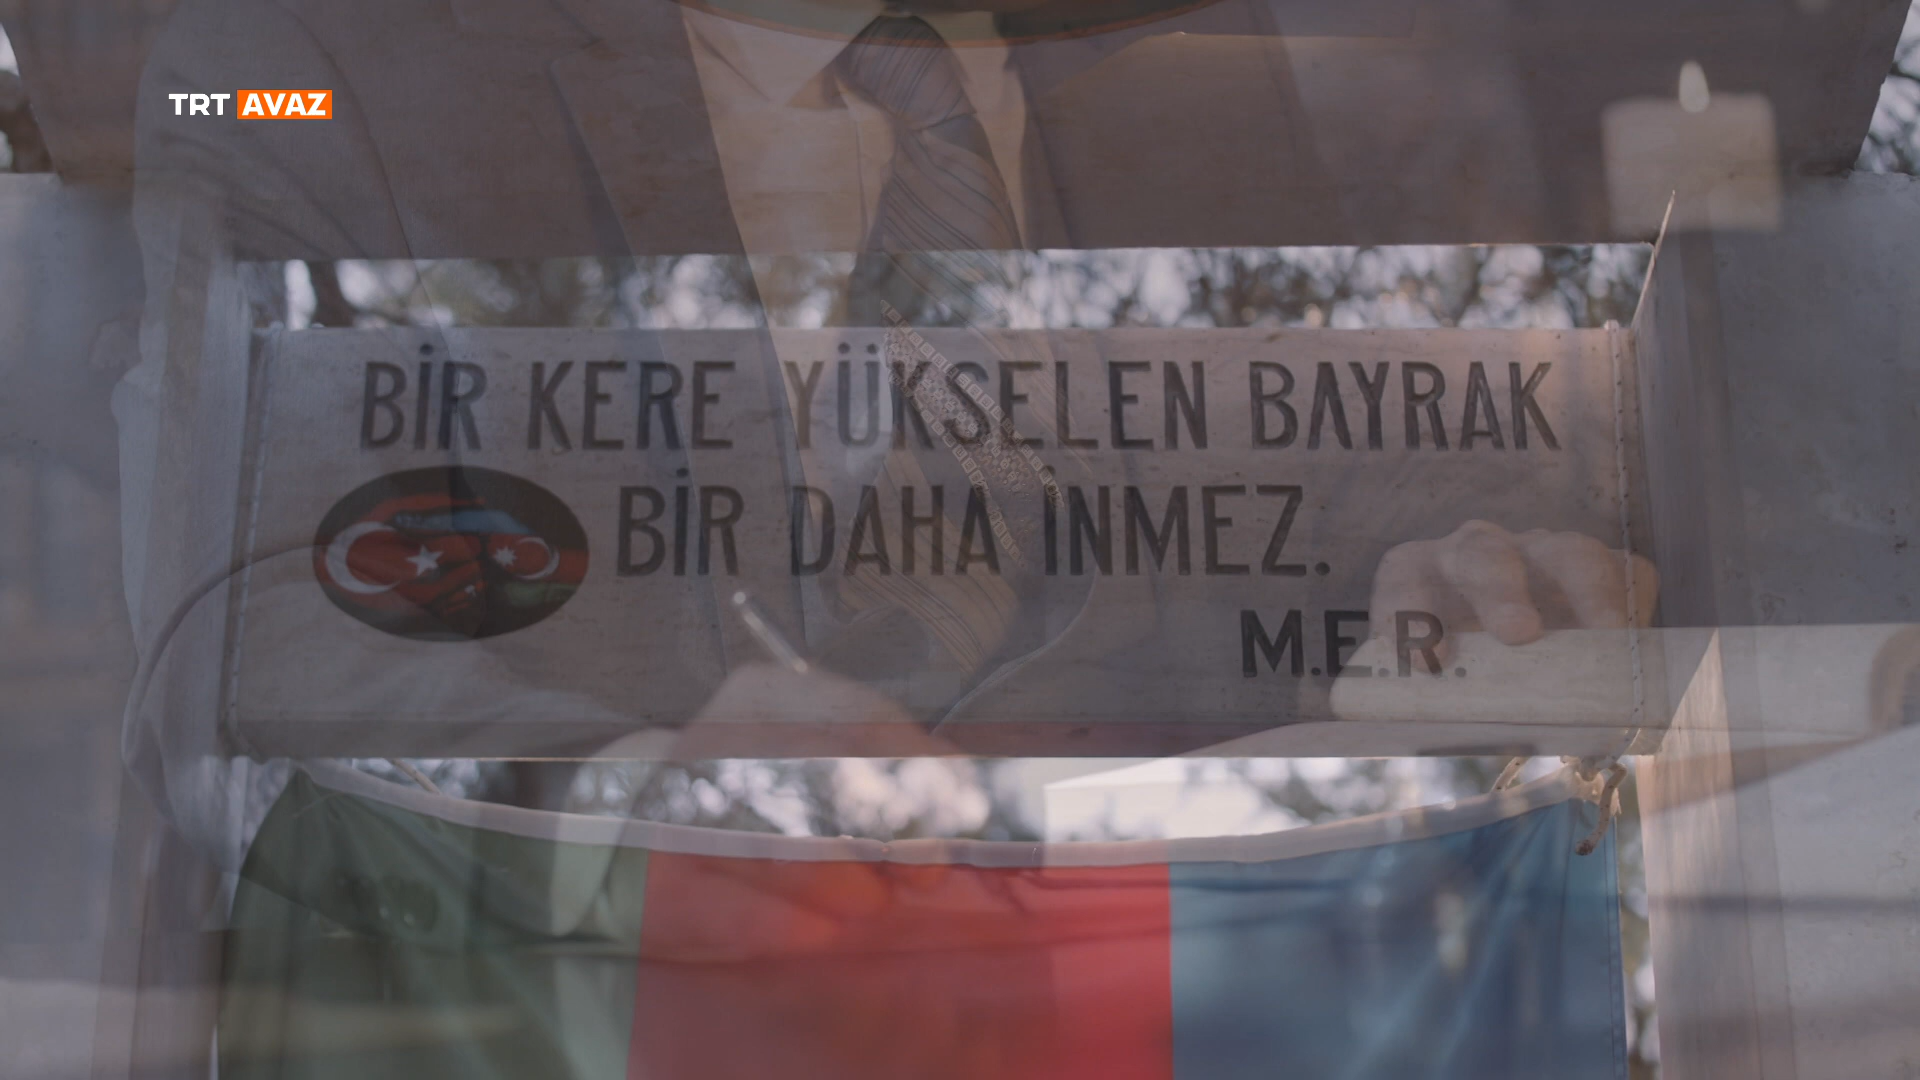 TRT AVAZ
BİR KERE YÜKSELEN BAYRAK
BİR DAHA İNMEZ.
M.E.R.